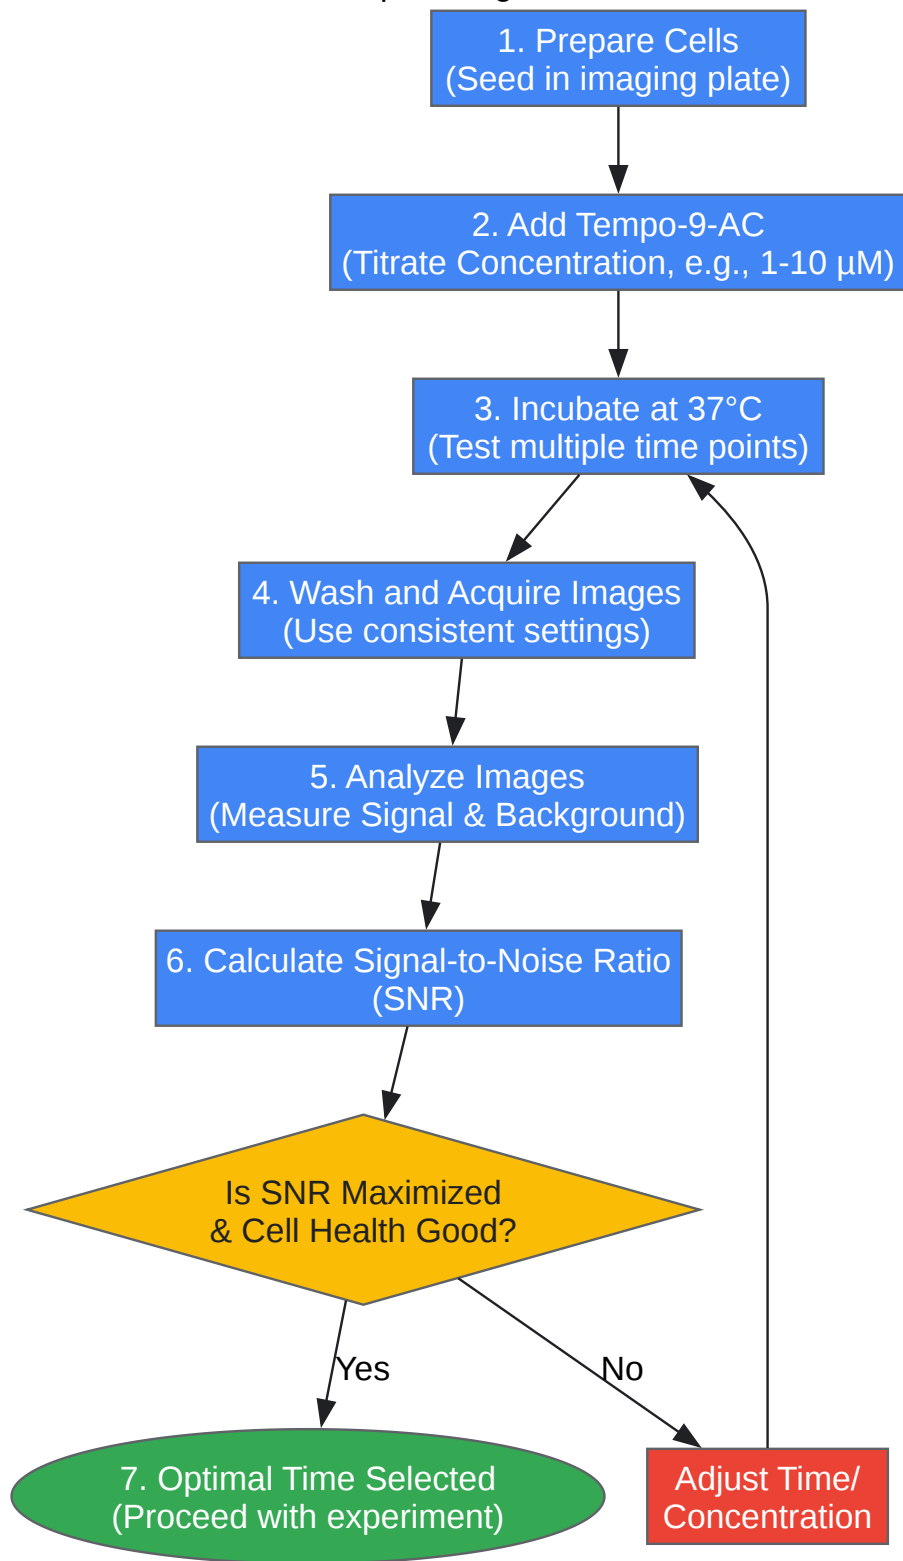 1. Prepare Cells
(Seed in imaging plate)
2. Add Tempo-9-AC
(Titrate Concentration, e.g., 1-10 µM)
3. Incubate at 37°C
(Test multiple time points)
4. Wash and Acquire Images
(Use consistent settings)
5. Analyze Images
(Measure Signal & Background)
6. Calculate Signal-to-Noise Ratio
(SNR)
Is SNR Maximized
& Cell Health Good?
Yes
No
7. Optimal Time Selected
(Proceed with experiment)
Adjust Time/
Concentration